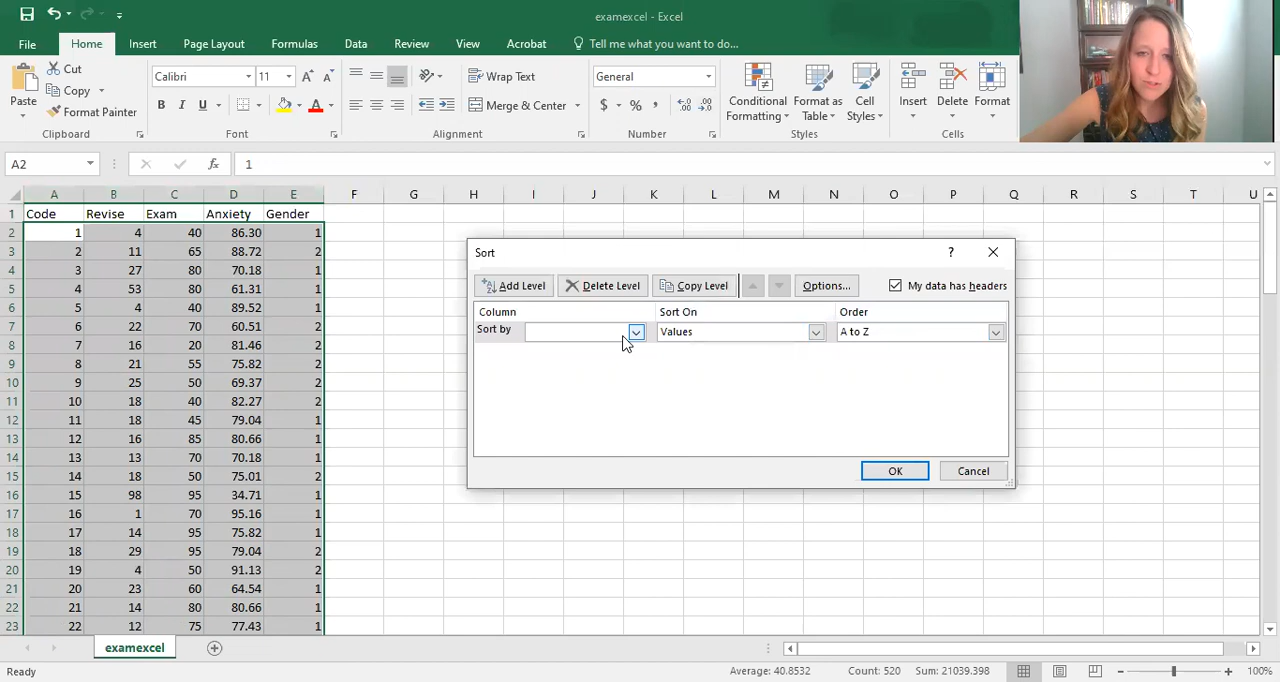 examexcel - Excel
File Home Insert Page Layout Formulas Data Review View Acrobat Tell me what you want to do...
Paste
Cut
Copy
Format Painter
Clipboard
Calibri 11
B I U
Font
Wrap Text
Merge & Center
Alignment
General
$ % ,
Number
Conditional Formatting
Format as Table
Cell Styles
Styles
Insert Delete Format
Cells
A2 fx 1
A B C D E F G H I J K L M N O P Q R S T U
1 Code Revise Exam Anxiety Gender
2 1 4 40 86.30 1
3 2 11 65 88.72 2
4 3 27 80 70.18 1
5 4 53 80 61.31 1
6 5 4 40 89.52 1
7 6 22 70 60.51 2
8 7 16 20 81.46 2
9 8 21 55 75.82 2
10 9 25 50 69.37 2
11 10 18 40 82.27 2
12 11 18 45 79.04 1
13 12 16 85 80.66 1
14 13 13 70 70.18 1
15 14 18 50 75.01 2
16 15 98 95 34.71 1
17 16 1 70 95.16 1
18 17 14 95 75.82 1
19 18 29 95 79.04 2
20 19 4 50 91.13 2
21 20 23 60 64.54 1
22 21 14 80 80.66 1
23 22 12 75 77.43 1
Sort ?
Add Level Delete Level Copy Level Options... My data has headers
Column Sort On Order
Sort by Values A to Z
OK Cancel
examexcel
Ready Average: 40.8532 Count: 520 Sum: 21039.398 100%